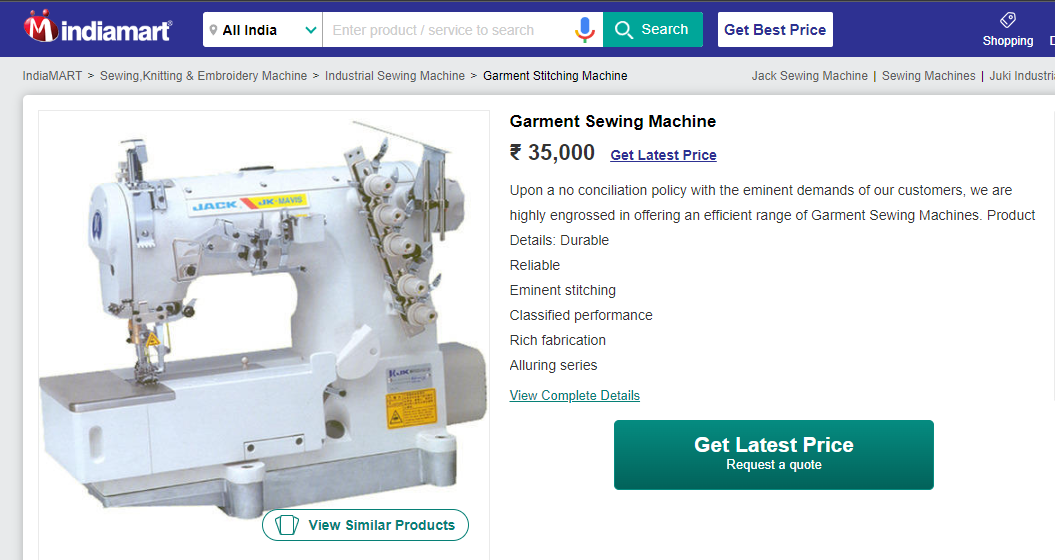 indiamart
All India
Enter product / service to search
Search
Get Best Price
Shopping
IndiaMART > Sewing,Knitting & Embroidery Machine > Industrial Sewing Machine > Garment Stitching Machine
Jack Sewing Machine | Sewing Machines | Juki Industri
JACK JK-MAVIS
JK
Garment Sewing Machine
₹ 35,000 Get Latest Price
Upon a no conciliation policy with the eminent demands of our customers, we are
highly engrossed in offering an efficient range of Garment Sewing Machines. Product
Details: Durable
Reliable
Eminent stitching
Classified performance
Rich fabrication
Alluring series
View Complete Details
Get Latest Price
Request a quote
View Similar Products